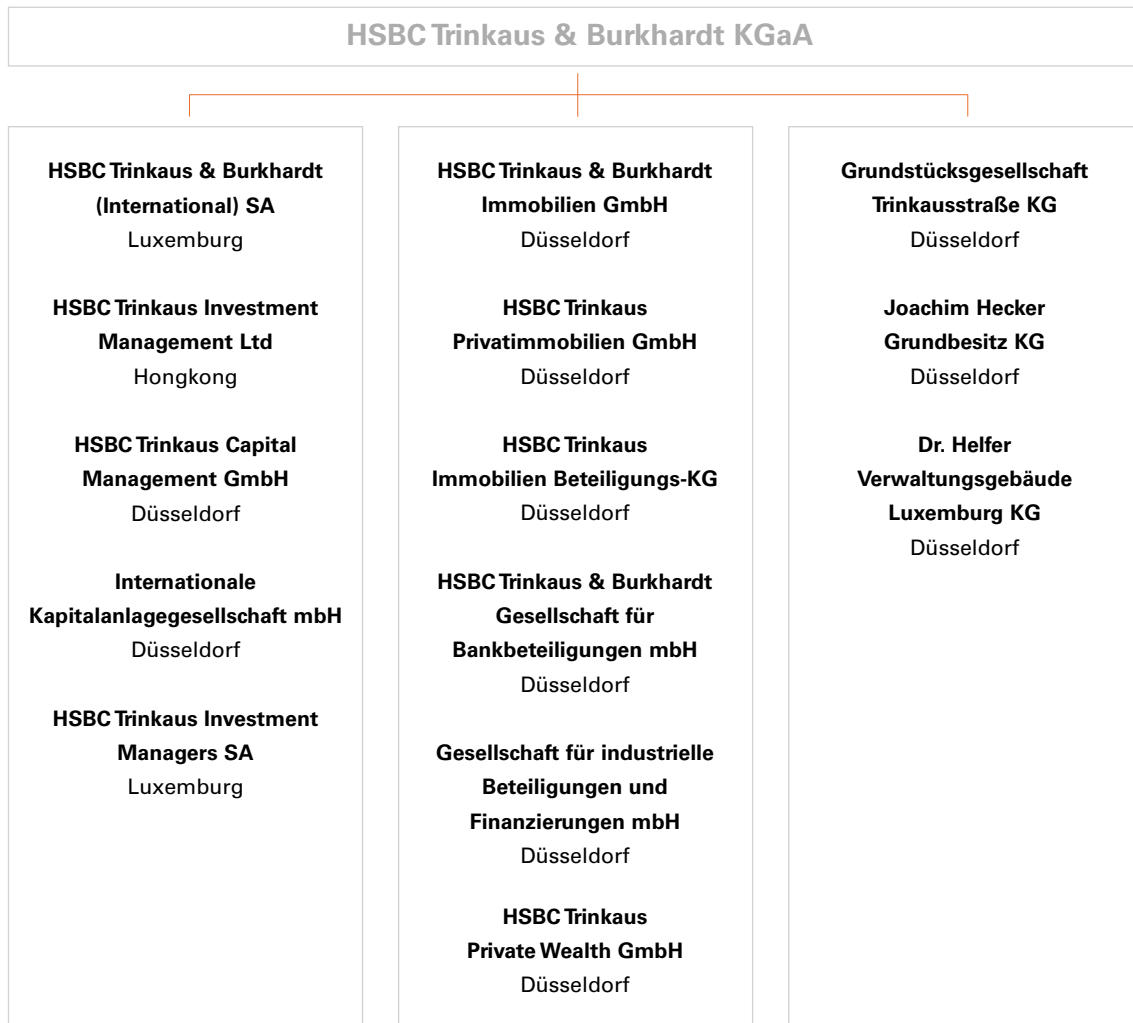 HSBC Trinkaus & Burkhardt KGaA
HSBC Trinkaus & Burkhardt
(International) SA
Luxemburg
HSBC Trinkaus Investment
Management Ltd
Hongkong
HSBC Trinkaus Capital
Management GmbH
Düsseldorf
Internationale
Kapitalanlagegesellschaft mbH
Düsseldorf
HSBC Trinkaus Investment
Managers SA
Luxemburg
HSBC Trinkaus & Burkhardt
Immobilien GmbH
Düsseldorf
HSBC Trinkaus
Privatimmobilien GmbH
Düsseldorf
HSBC Trinkaus
Immobilien Beteiligungs-KG
Düsseldorf
HSBC Trinkaus & Burkhardt
Gesellschaft für
Bankbeteiligungen mbH
Düsseldorf
Gesellschaft für industrielle
Beteiligungen und
Finanzierungen mbH
Düsseldorf
HSBC Trinkaus
Private Wealth GmbH
Düsseldorf
Grundstücksgesellschaft
Trinkausstraße KG
Düsseldorf
Joachim Hecker
Grundbesitz KG
Düsseldorf
Dr. Helfer
Verwaltungsgebäude
Luxemburg KG
Düsseldorf